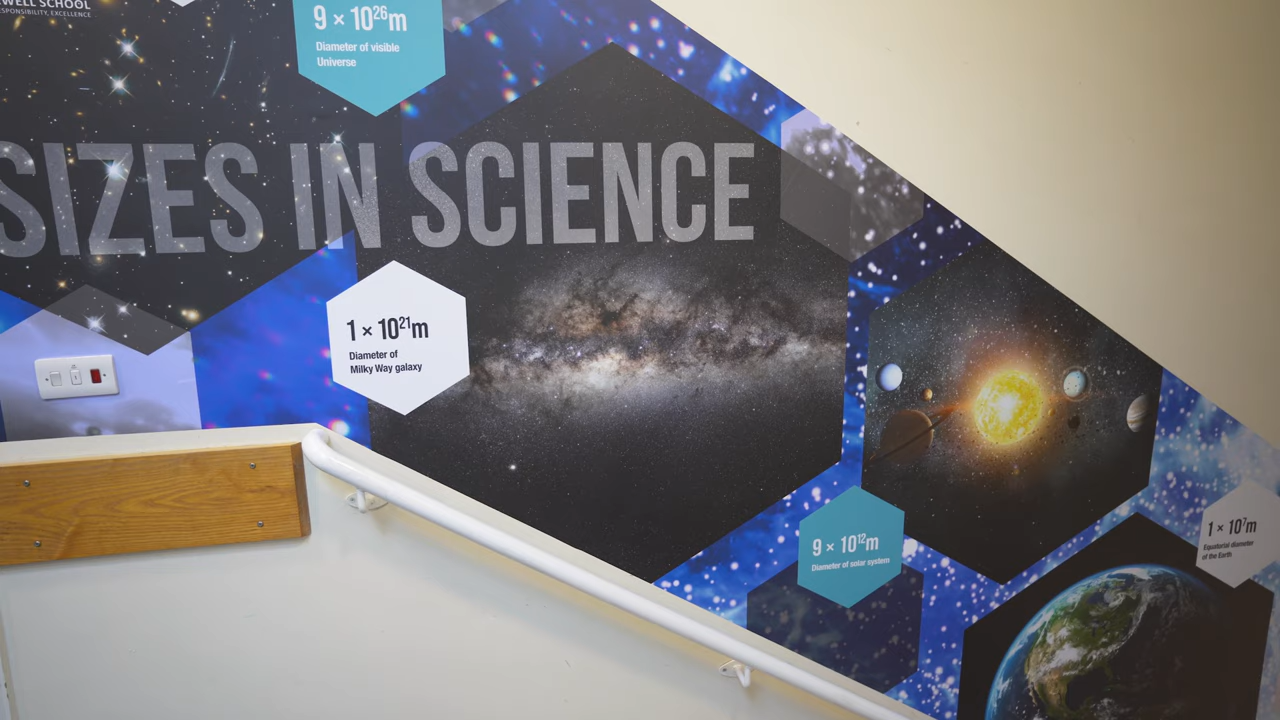 WELL SCHOOL
RESPONSIBILITY, EXCELLENCE
9 × 10²⁶m
Diameter of visible
Universe
SIZES IN SCIENCE
1 × 10²¹m
Diameter of
Milky Way galaxy
9 × 10¹²m
Diameter of solar system
1 × 10⁷m
Equatorial diameter
of the Earth